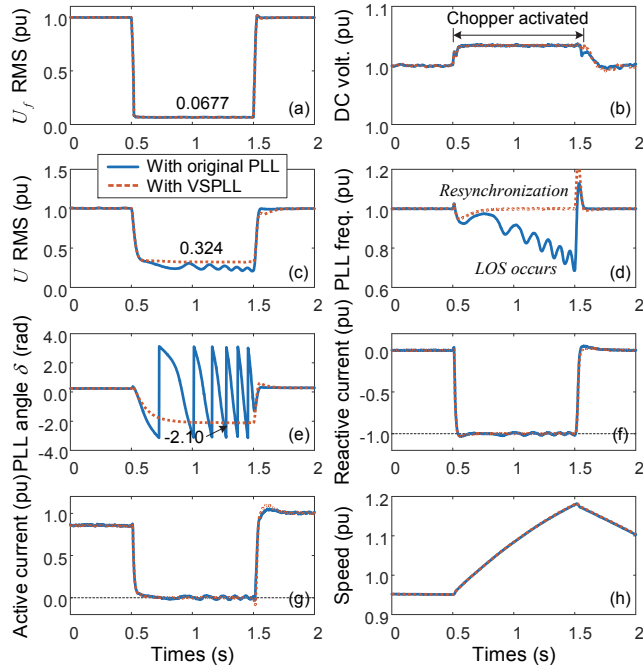 U_f RMS (pu)
1.0
0.5
0.0
0.0677
(a)
0 0.5 1 1.5 2
DC volt. (pu)
1.0
1.0
1.0
Chopper activated
(b)
0 0.5 1 1.5 2
U RMS (pu)
1.5
1.0
0.5
0.0
With original PLL
With VSPLL
0.324
(c)
0 0.5 1 1.5 2
PLL freq. (pu)
1.2
1.0
0.8
0.6
Resynchronization
LOS occurs
(d)
0 0.5 1 1.5 2
PLL angle δ (rad)
4.0
2.0
0.0
-2.0
-4.0
-2.10
(e)
0 0.5 1 1.5 2
Reactive current (pu)
0.0
-0.5
-1.0
(f)
0 0.5 1 1.5 2
Active current (pu)
1.0
0.5
0.0
(g)
0 0.5 1 1.5 2
Times (s)
Speed (pu)
1.2
1.1
1.0
0.9
(h)
0 0.5 1 1.5 2
Times (s)